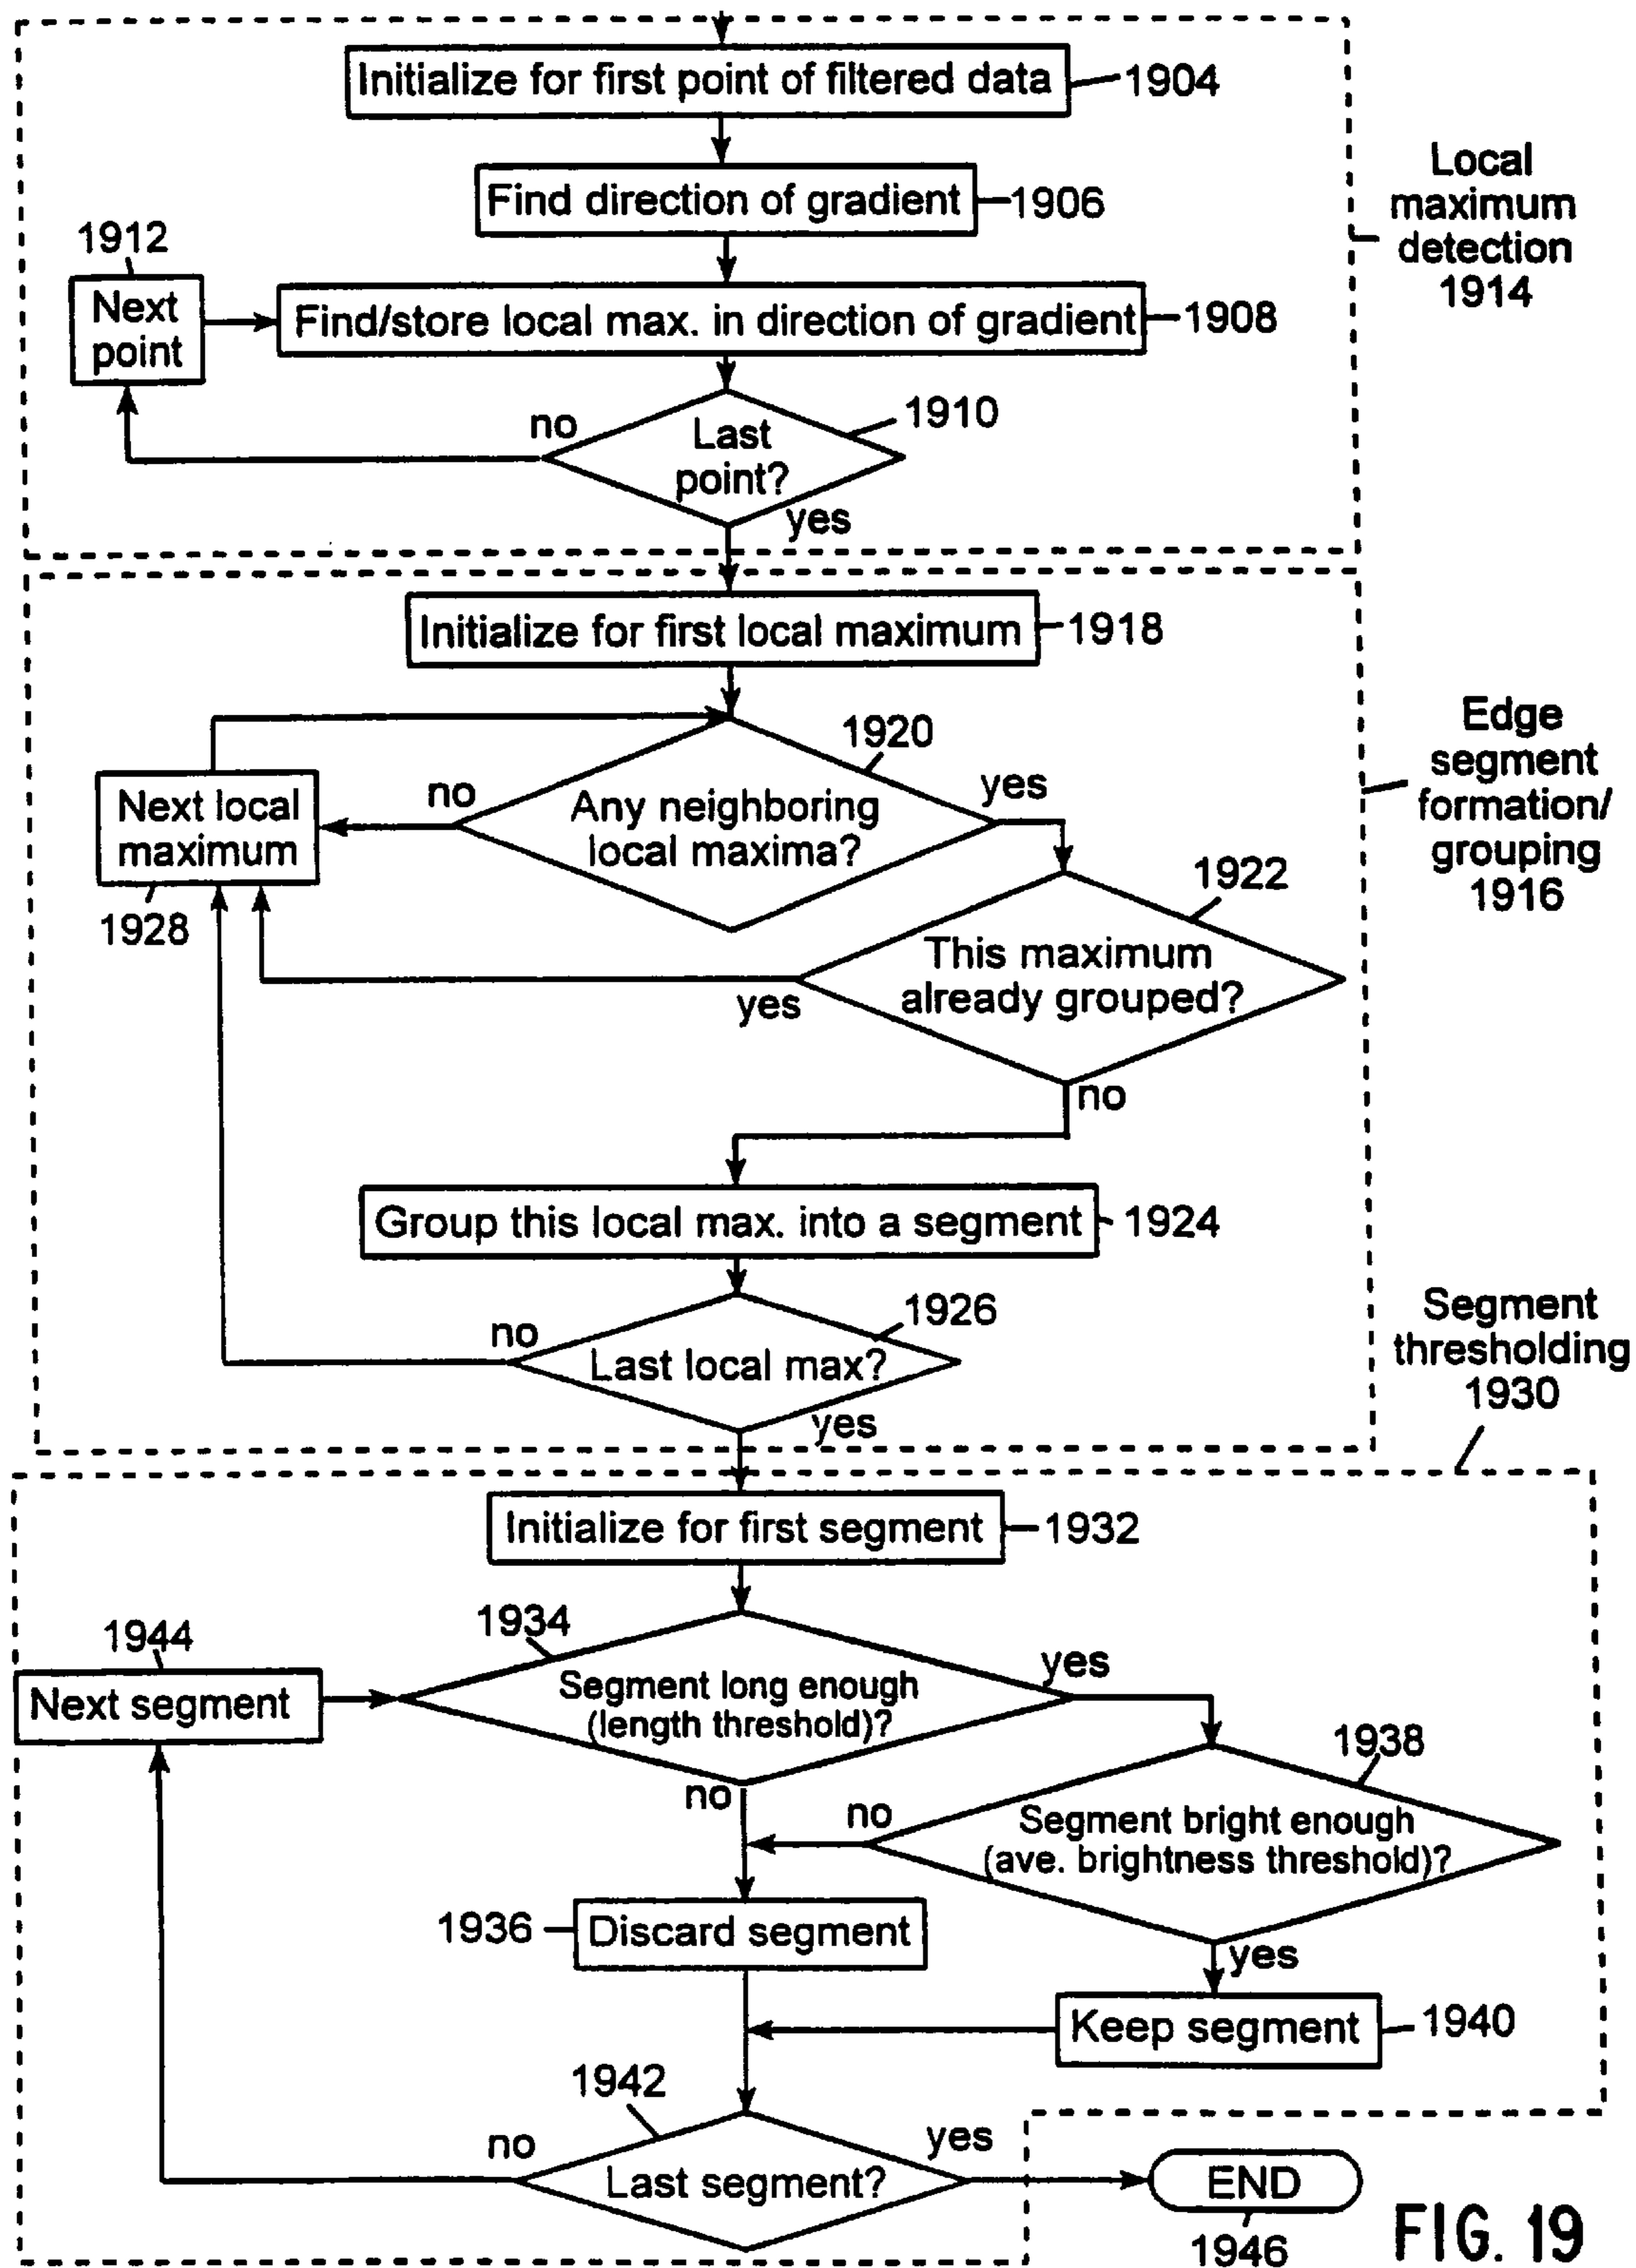 Initialize for first point of filtered data
1904
Find direction of gradient
1906
Local
maximum
detection
1914
1912
Next
point
Find/store local max. in direction of gradient
1908
no
Last
point?
1910
yes
Initialize for first local maximum
1918
1920
Edge
segment
formation/
grouping
1916
Next local
maximum
1928
no
Any neighboring
local maxima?
yes
1922
This maximum
already grouped?
yes
no
Group this local max. into a segment
1924
1926
no
Last local max?
yes
Segment
thresholding
1930
Initialize for first segment
1932
1944
Next segment
1934
Segment long enough
(length threshold)?
yes
no
1938
no
Segment bright enough
(ave. brightness threshold)?
1936
Discard segment
yes
Keep segment
1940
1942
no
Last segment?
yes
END
1946
FIG. 19